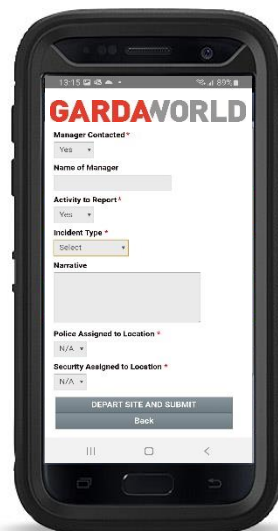 13:15 89%
GARDAWORLD
Manager Contacted*
Yes
Name of Manager
Activity to Report*
Yes
Incident Type *
Select
Narrative
Police Assigned to Location *
N/A
Security Assigned to Location *
N/A
DEPART SITE AND SUBMIT
Back